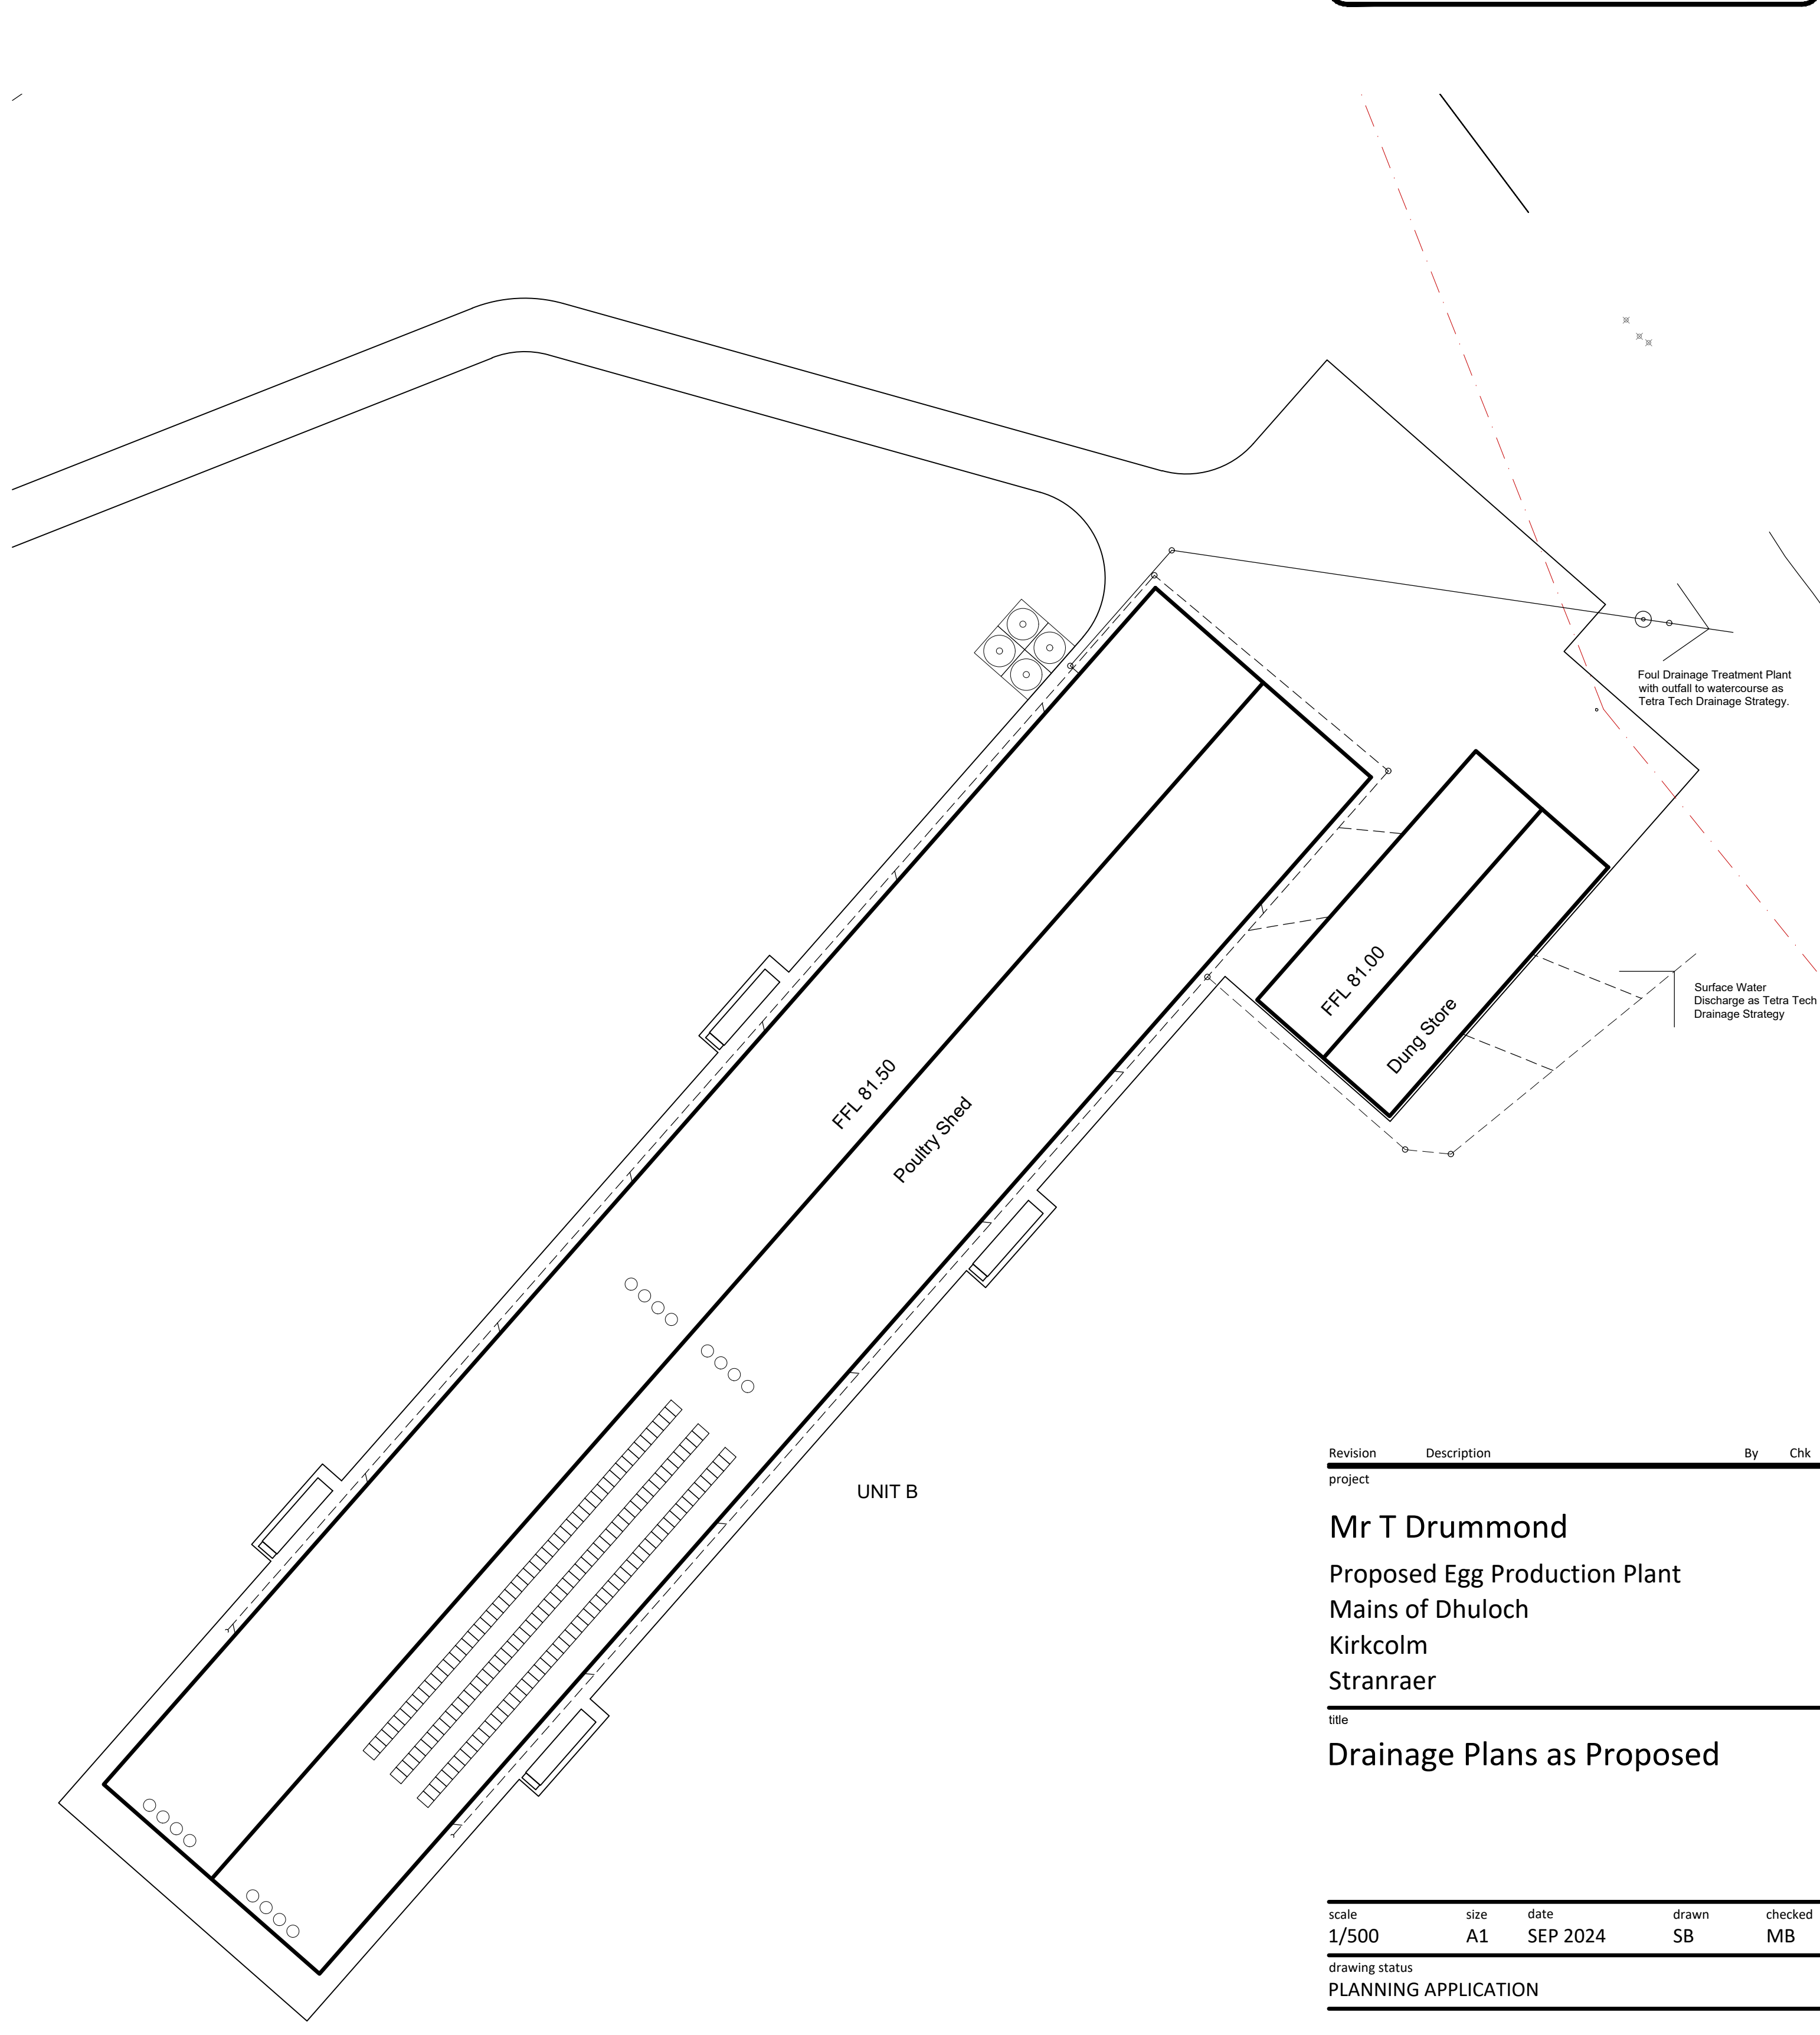 Foul Drainage Treatment Plant
with outfall to watercourse as
Tetra Tech Drainage Strategy.
FFL 81.00
Dung Store
Surface Water
Discharge as Tetra Tech
Drainage Strategy
FFL 81.50
Poultry Shed
UNIT B
Revision Description By Chk
project
Mr T Drummond
Proposed Egg Production Plant
Mains of Dhuloch
Kirkcolm
Stranraer
title
Drainage Plans as Proposed
scale size date drawn checked
1/500 A1 SEP 2024 SB MB
drawing status
PLANNING APPLICATION